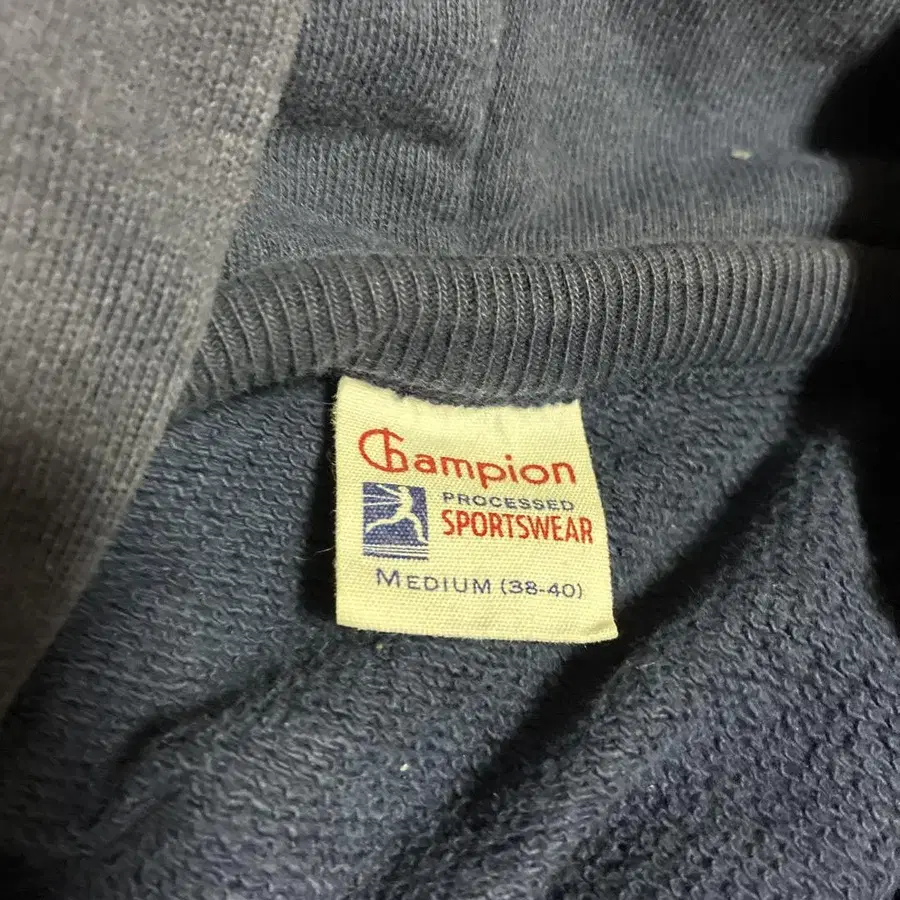 Champion
PROCESSED
SPORTSWEAR
MEDIUM (38-40)